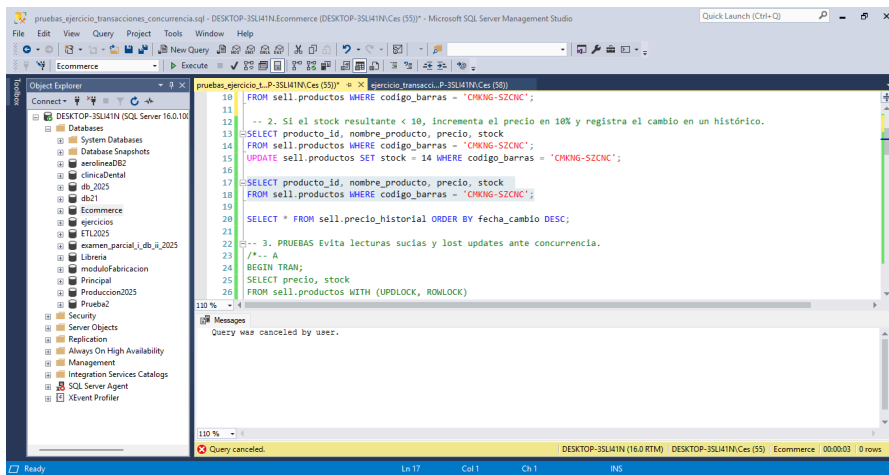 pruebas_ejercicio_transacciones_concurrencia.sql - DESKTOP-3SLI41N.Ecommerce (DESKTOP-3SLI41N\Ces (55))* - Microsoft SQL Server Management Studio
Quick Launch (Ctrl+Q)
File Edit View Query Project Tools Window Help
New Query
Ecommerce
Execute
Toolbox
Object Explorer
Connect
DESKTOP-3SLI41N (SQL Server 16.0.100
Databases
System Databases
Database Snapshots
aerolineaDB2
clinicaDental
db_2025
db21
Ecommerce
ejercicios
ETL2025
examen_parcial_i_db_ii_2025
Libreria
moduloFabricacion
Principal
Produccion2025
Prueba2
Security
Server Objects
Replication
Always On High Availability
Management
Integration Services Catalogs
SQL Server Agent
XEvent Profiler
pruebas_ejercicio_t...P-3SLI41N\Ces (55))*
ejercicio_transacci...P-3SLI41N\Ces (58))
10 FROM sell.productos WHERE codigo_barras = 'CMKNG-SZCNC';
11
12 -- 2. Si el stock resultante < 10, incrementa el precio en 10% y registra el cambio en un histórico.
13 SELECT producto_id, nombre_producto, precio, stock
14 FROM sell.productos WHERE codigo_barras = 'CMKNG-SZCNC';
15 UPDATE sell.productos SET stock = 14 WHERE codigo_barras = 'CMKNG-SZCNC';
16
17 SELECT producto_id, nombre_producto, precio, stock
18 FROM sell.productos WHERE codigo_barras = 'CMKNG-SZCNC';
19
20 SELECT * FROM sell.precio_historial ORDER BY fecha_cambio DESC;
21
22 -- 3. PRUEBAS Evita lecturas sucias y lost updates ante concurrencia.
23 /*-- A
24 BEGIN TRAN;
25 SELECT precio, stock
26 FROM sell.productos WITH (UPDLOCK, ROWLOCK)
110 %
Messages
Query was canceled by user.
110 %
Query canceled.
DESKTOP-3SLI41N (16.0 RTM) DESKTOP-3SLI41N\Ces (55) Ecommerce 00:00:03 0 rows
Ready Ln 17 Col 1 Ch 1 INS